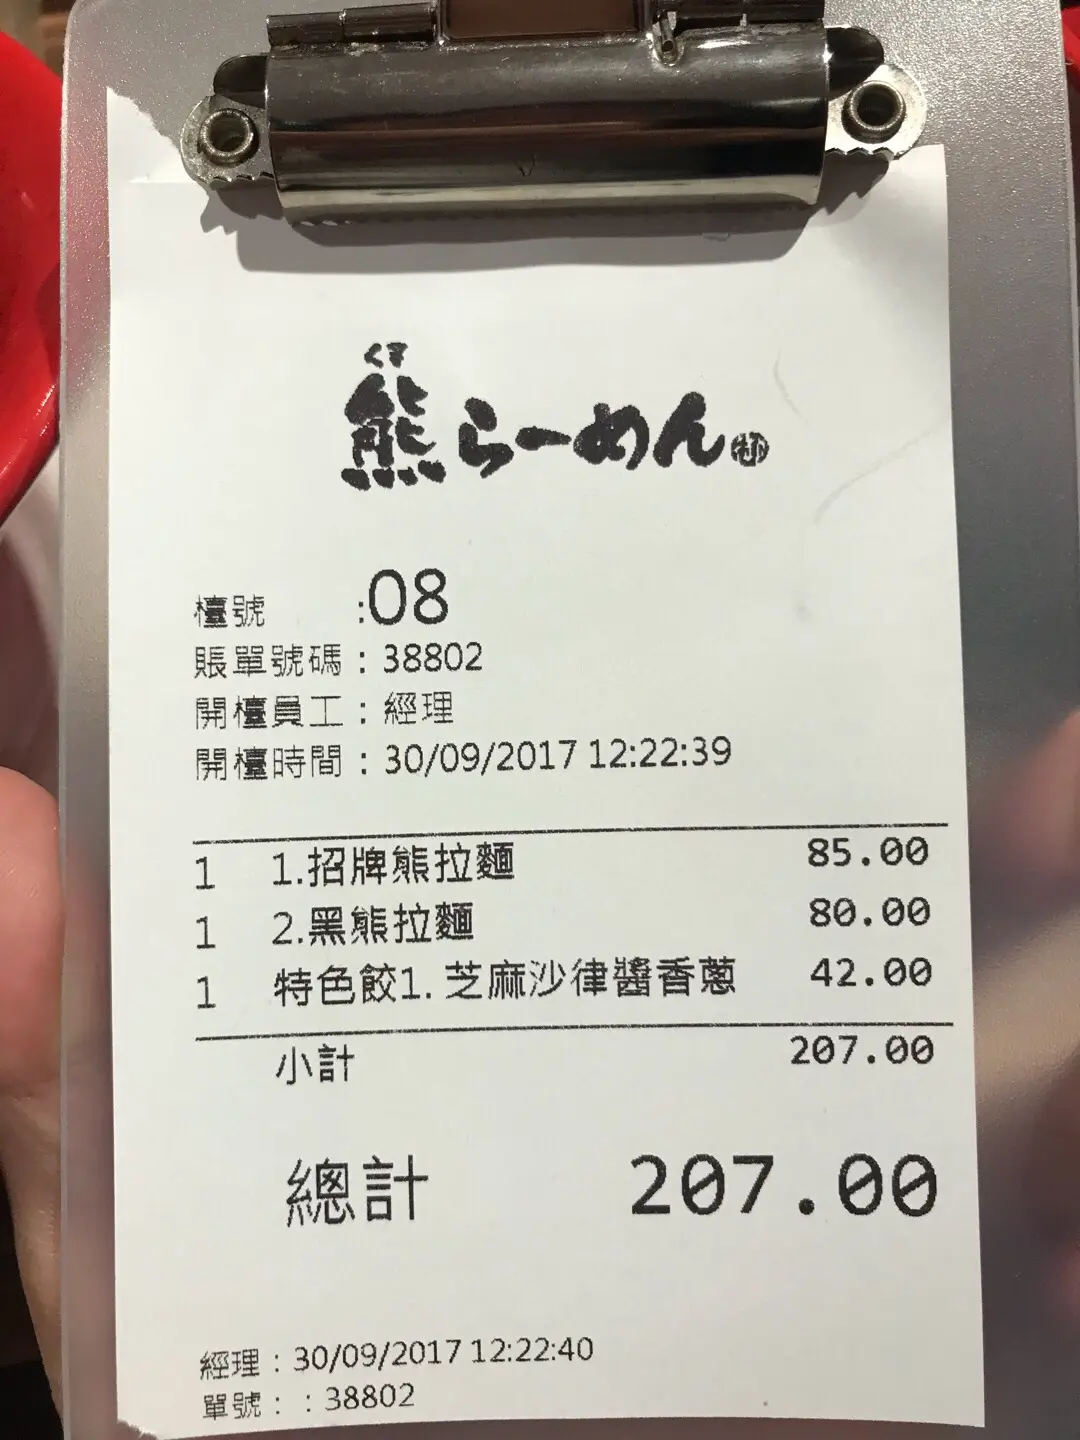 くま
熊らーめん
檯號 :08
賬單號碼 : 38802
開檯員工 : 經理
開檯時間 : 30/09/2017 12:22:39
1 1.招牌熊拉麵 85.00
1 2.黑熊拉麵 80.00
1 特色餃1. 芝麻沙律醬香蔥 42.00
小計 207.00
總計 207.00
經理 : 30/09/2017 12:22:40
單號 : : 38802